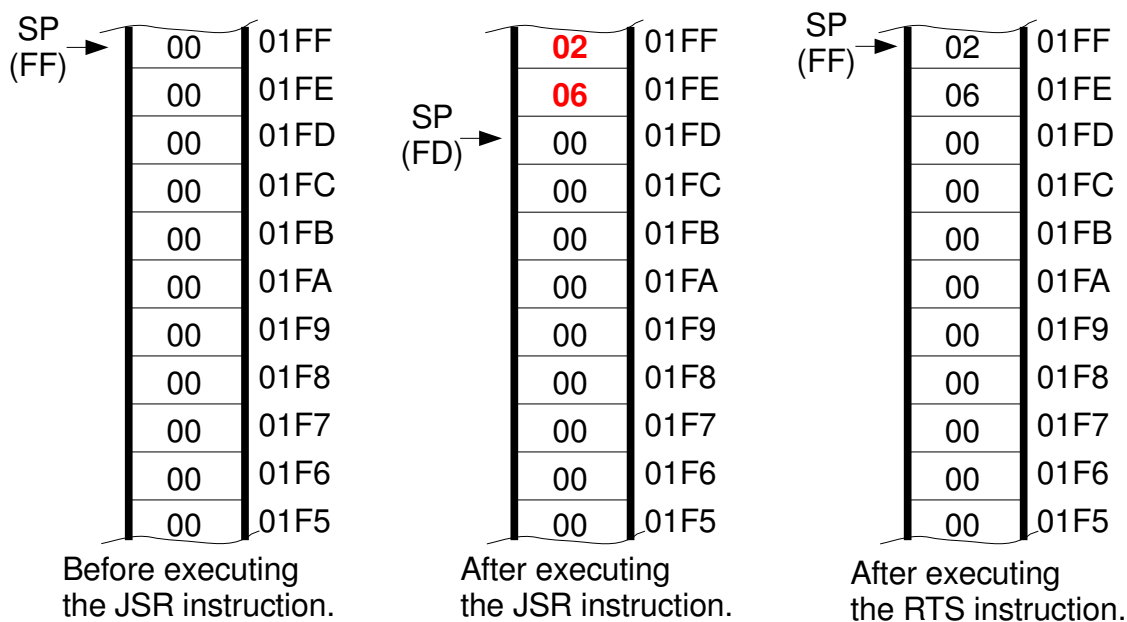 SP
(FF)
00 01FF
00 01FE
00 01FD
00 01FC
00 01FB
00 01FA
00 01F9
00 01F8
00 01F7
00 01F6
00 01F5
Before executing
the JSR instruction.
SP
(FD)
02 01FF
06 01FE
00 01FD
00 01FC
00 01FB
00 01FA
00 01F9
00 01F8
00 01F7
00 01F6
00 01F5
After executing
the JSR instruction.
SP
(FF)
02 01FF
06 01FE
00 01FD
00 01FC
00 01FB
00 01FA
00 01F9
00 01F8
00 01F7
00 01F6
00 01F5
After executing
the RTS instruction.